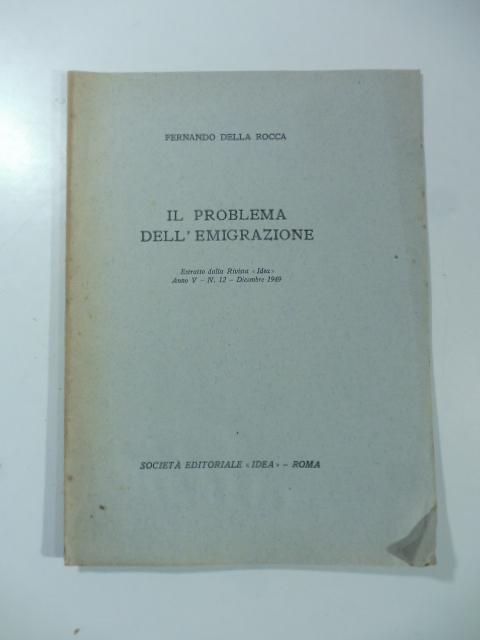 FERNANDO DELLA ROCCA
IL PROBLEMA
DELL' EMIGRAZIONE
Estratto dalla Rivista «Idea»
Anno V - N. 12 - Dicembre 1949
SOCIETÀ EDITORIALE «IDEA» - ROMA